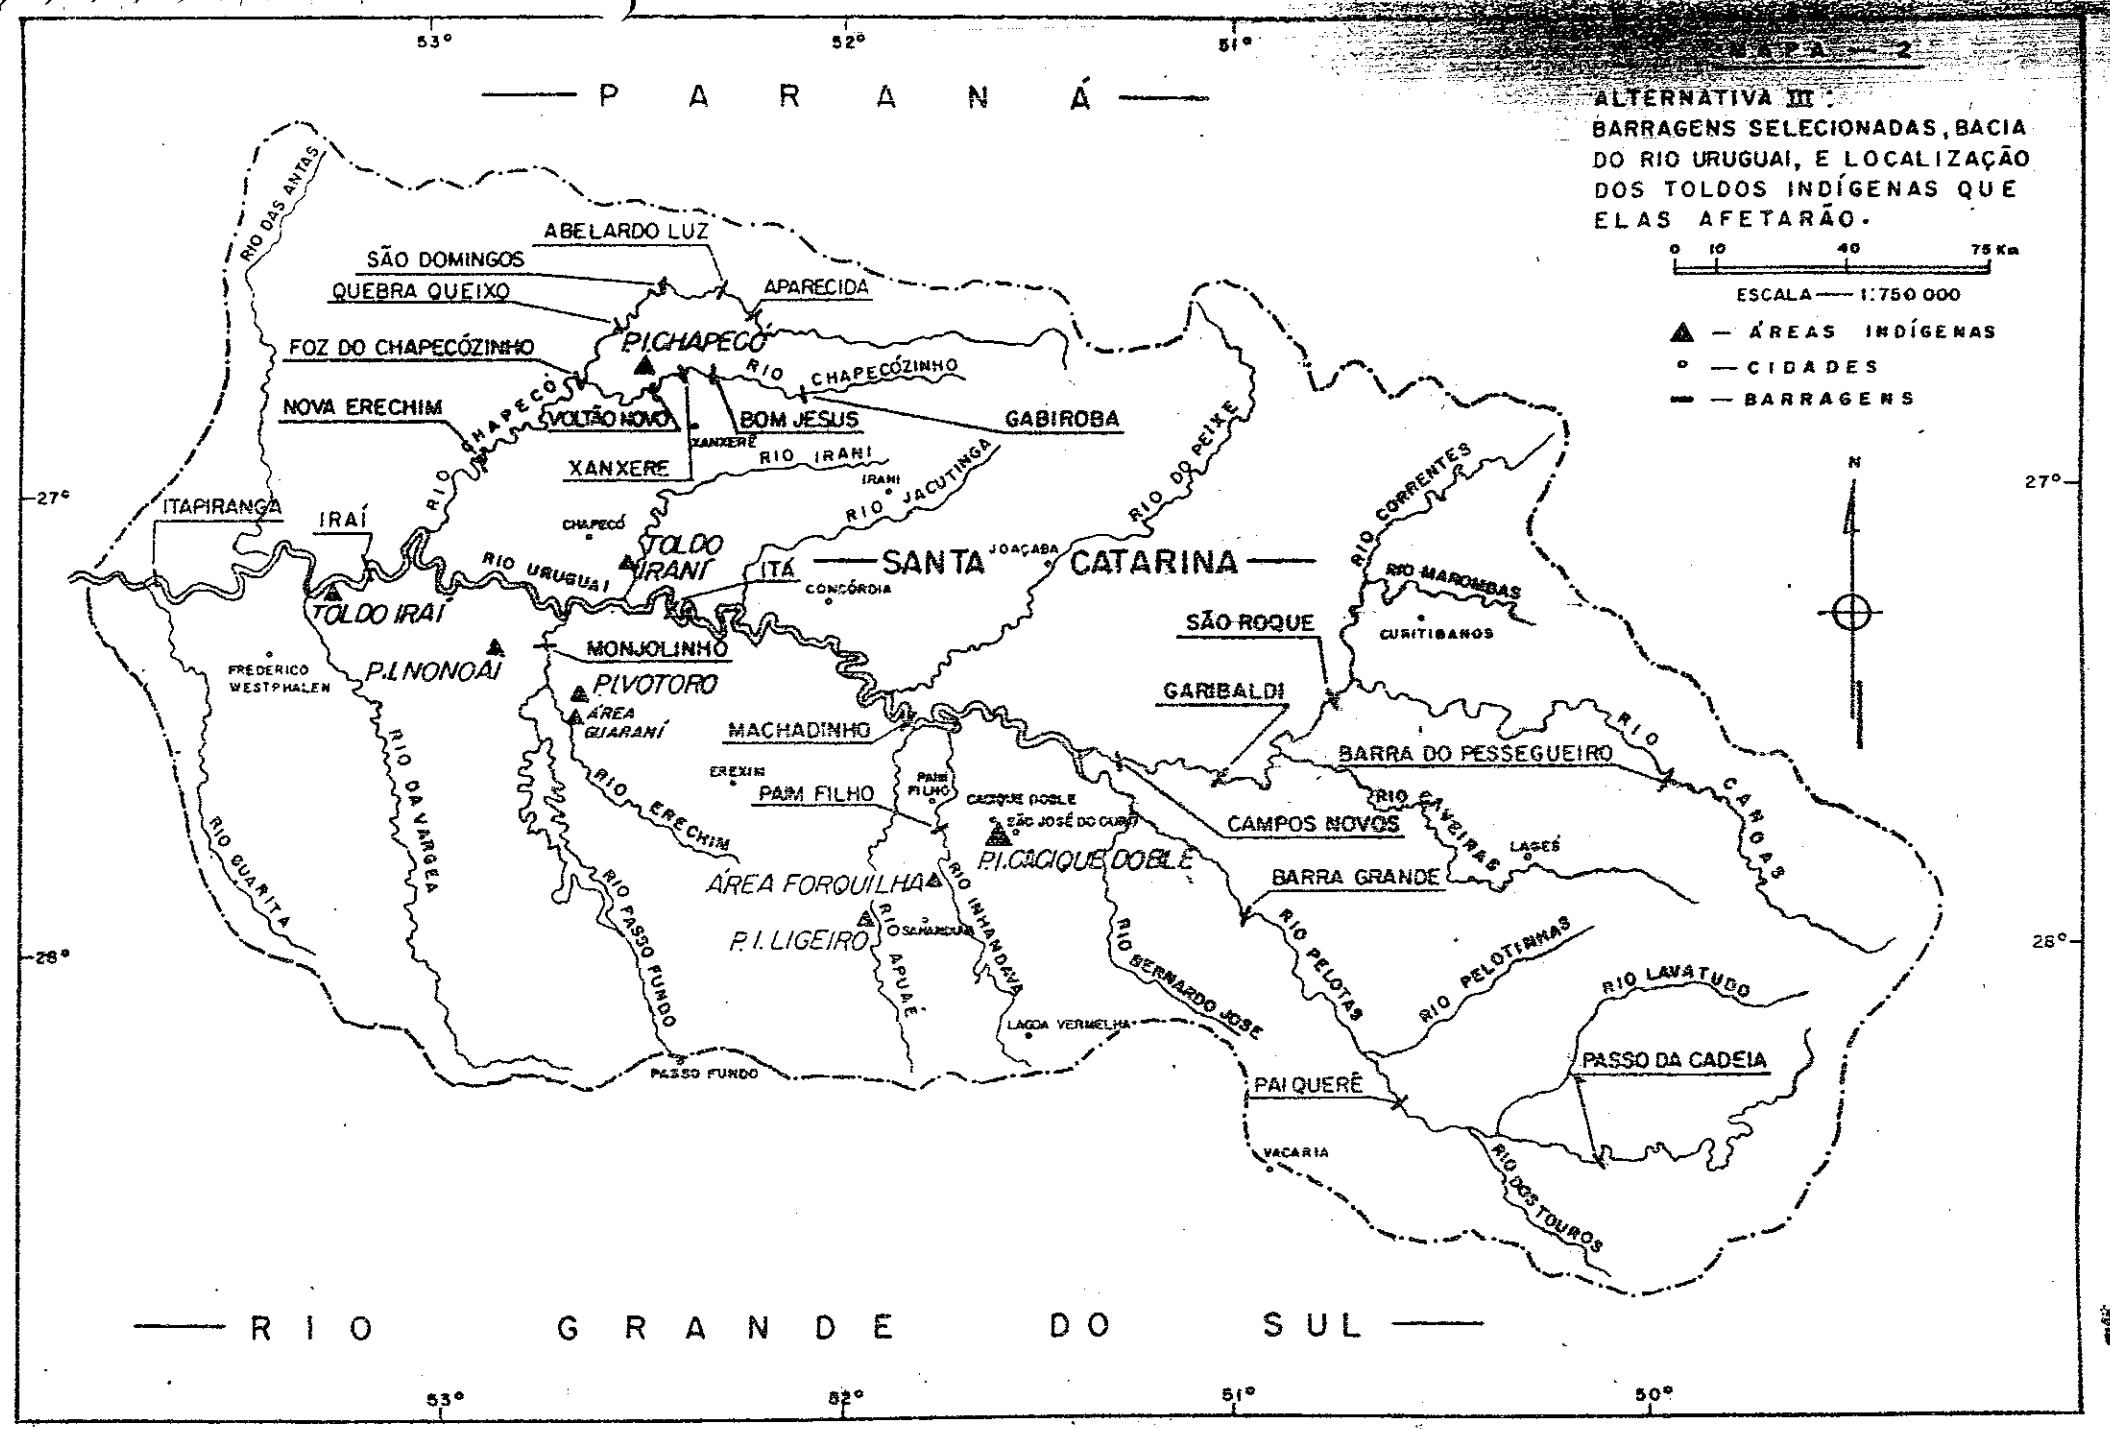 53° 52° 51°
MAPA — 2
P A R A N Á
ALTERNATIVA III :
BARRAGENS SELECIONADAS, BACIA
DO RIO URUGUAI, E LOCALIZAÇÃO
DOS TOLDOS INDÍGENAS QUE
ELAS AFETARÃO.
0 10 40 75 Km
ESCALA — 1:750 000
— ÁREAS INDÍGENAS
— CIDADES
— BARRAGENS
N
RIO DAS ANTAS
ABELARDO LUZ
SÃO DOMINGOS
QUEBRA QUEIXO
APARECIDA
FOZ DO CHAPECÓZINHO
P.I.CHAPECÓ
RIO CHAPECÓZINHO
NOVA ERECHIM
RIO CHAPECÓ
VOLTÃO NOVO
BOM JESUS
GABIROBA
XANXERÊ
XANXERE
RIO IRANI
IRANI
RIO JACUTINGA
RIO DO PEIXE
RIO CORRENTES
27° 27°
ITAPIRANGA
IRAÍ
CHAPECÓ
RIO URUGUAI
TOLDO
IRANÍ
ITÁ
SANTA CATARINA
JOAÇABA
CONCÓRDIA
RIO MAROMBAS
CURITIBANOS
TOLDO IRAÍ
SÃO ROQUE
MONJOLINHO
FREDERICO
WESTPHALEN
P.I.NONOAI
P.I.VOTORO
ÁREA
GUARANÍ
GARIBALDI
MACHADINHO
BARRA DO PESSEGUEIRO
RIO CANOAS
EREXIM
PAIM
FILHO
PAIM FILHO
CACIQUE DOBLE
SÃO JOSÉ DO OURO
RIO CAVEIRAS
CAMPOS NOVOS
LAGES
RIO DA VARGEA
RIO GUARITA
RIO ERECHIM
P.I.CACIQUE DOBLE
ÁREA FORQUILHA
BARRA GRANDE
RIO PASSO FUNDO
P.I. LIGEIRO
SANANDUVA
RIO INHANDAVA
RIO APUAÉ
RIO BERNARDO JOSE
RIO PELOTAS
RIO PELOTINHAS
RIO LAVATUDO
28° 28°
LAGOA VERMELHA
PASSO FUNDO
PASSO DA CADEIA
PAI QUERÊ
VACARIA
RIO DOS TOUROS
RIO GRANDE DO SUL
53° 52° 51° 50°